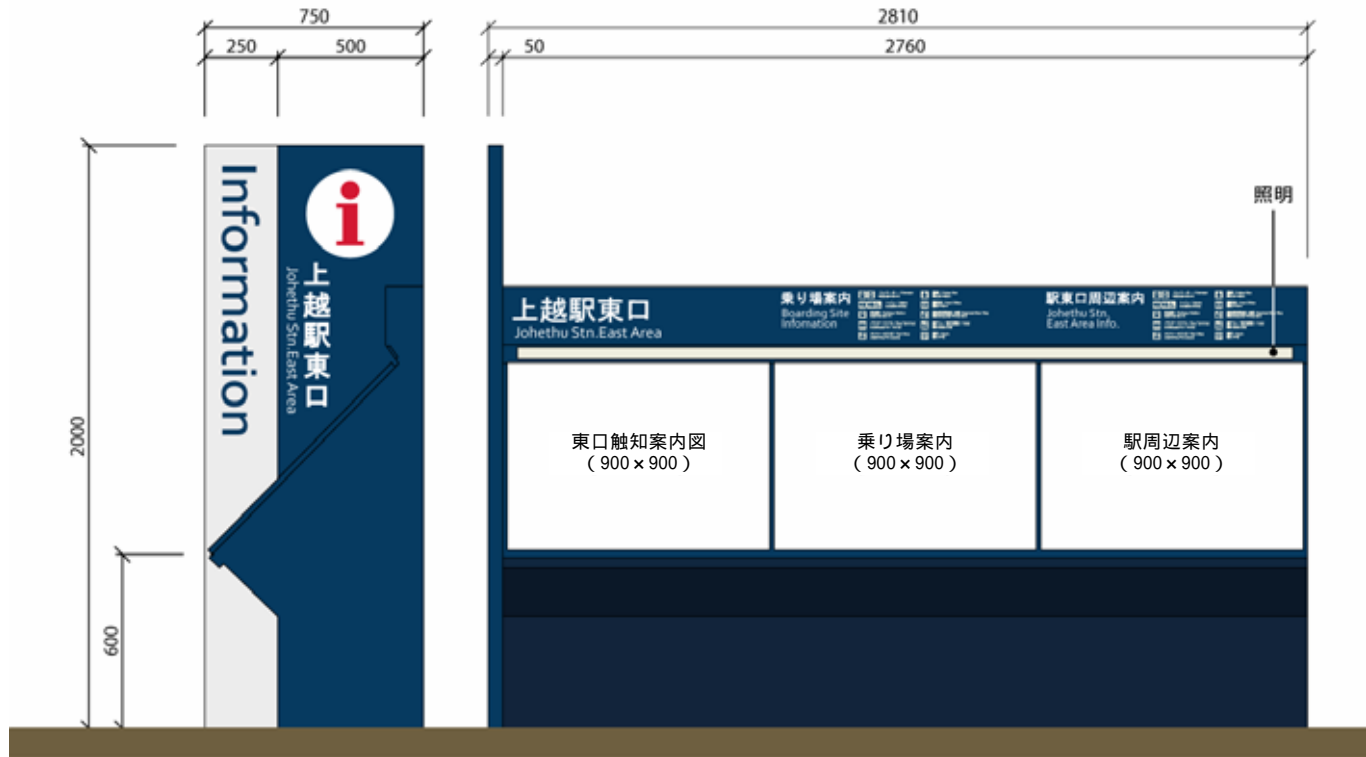 750
250
500
2810
50
2760
2000
600
Information
i
上越駅東口
Johethu Stn.East Area
照明
上越駅東口
Johethu Stn.East Area
乗り場案内
Boarding Site
Infomation
駅東口周辺案内
Johethu Stn.
East Area Info.
東口触知案内図
(900×900)
乗り場案内
(900×900)
駅周辺案内
(900×900)